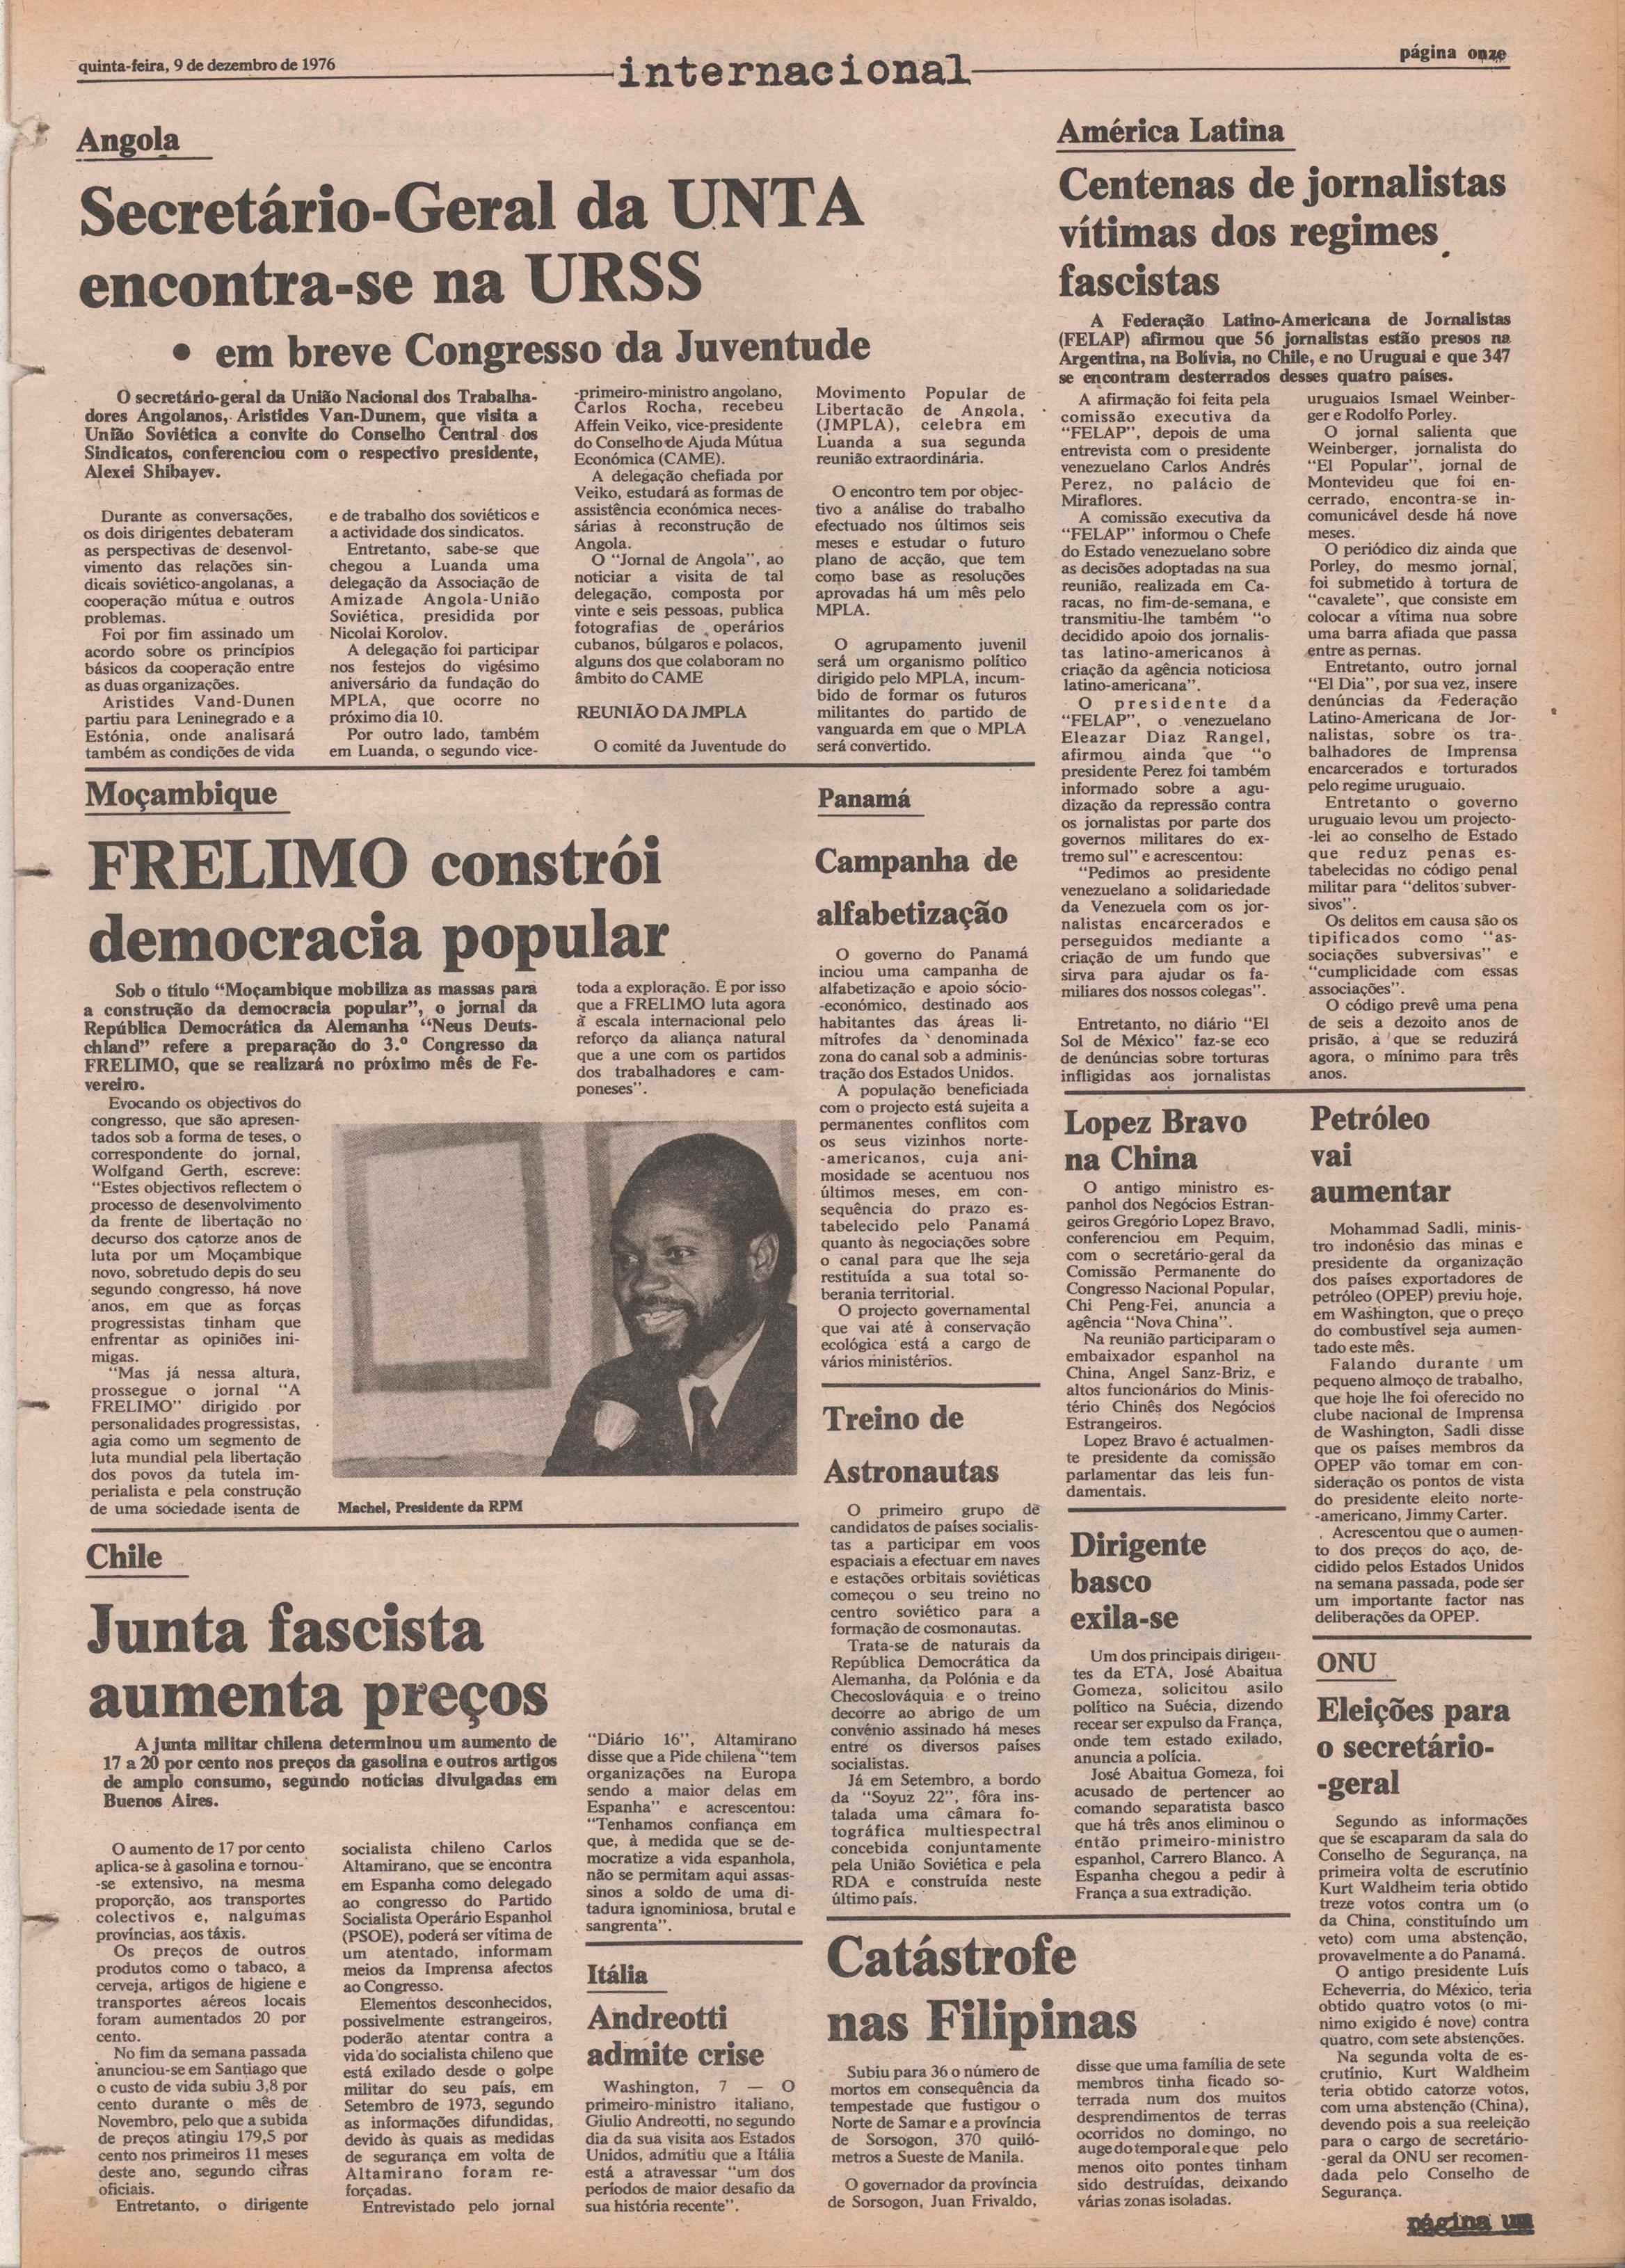 quinta-feira, 9 de dezembro de 1976
internacional
página onze
Angola
Secretário-Geral da UNTA
encontra-se na URSS
• em breve Congresso da Juventude
O secretário-geral da União Nacional dos Trabalha-
dores Angolanos, Aristides Van-Dunem, que visita a
União Soviética a convite do Conselho Central dos
Sindicatos, conferenciou com o respectivo presidente,
Alexei Shibayev.
Durante as conversações,
os dois dirigentes debateram
as perspectivas de desenvol-
vimento das relações sin-
dicais soviético-angolanas, a
cooperação mútua e outros
problemas.
Foi por fim assinado um
acordo sobre os princípios
básicos da cooperação entre
as duas organizações.
Aristides Vand-Dunen
partiu para Leninegrado e a
Estónia, onde analisará
também as condições de vida
e de trabalho dos soviéticos e
a actividade dos sindicatos.
Entretanto, sabe-se que
chegou a Luanda uma
delegação da Associação de
Amizade Angola-União
Soviética, presidida por
Nicolai Korolov.
A delegação foi participar
nos festejos do vigésimo
aniversário da fundação do
MPLA, que ocorre no
próximo dia 10.
Por outro lado, também
em Luanda, o segundo vice-
-primeiro-ministro angolano,
Carlos Rocha, recebeu
Affein Veiko, vice-presidente
do Conselho de Ajuda Mútua
Económica (CAME).
A delegação chefiada por
Veiko, estudará as formas de
assistência económica neces-
sárias à reconstrução de
Angola.
O "Jornal de Angola", ao
noticiar a visita de tal
delegação, composta por
vinte e seis pessoas, publica
fotografias de operários
cubanos, búlgaros e polacos,
alguns dos que colaboram no
âmbito do CAME
REUNIÃO DA JMPLA
O comité da Juventude do
Movimento Popular de
Libertação de Angola,
(JMPLA), celebra em
Luanda a sua segunda
reunião extraordinária.
O encontro tem por objec-
tivo a análise do trabalho
efectuado nos últimos seis
meses e estudar o futuro
plano de acção, que tem
como base as resoluções
aprovadas há um mês pelo
MPLA.
O agrupamento juvenil
será um organismo político
dirigido pelo MPLA, incum-
bido de formar os futuros
militantes do partido de
vanguarda em que o MPLA
será convertido.
América Latina
Centenas de jornalistas
vítimas dos regimes
fascistas
A Federação Latino-Americana de Jornalistas
(FELAP) afirmou que 56 jornalistas estão presos na
Argentina, na Bolívia, no Chile, e no Uruguai e que 347
se encontram desterrados desses quatro países.
A afirmação foi feita pela
comissão executiva da
"FELAP", depois de uma
entrevista com o presidente
venezuelano Carlos Andrés
Perez, no palácio de
Miraflores.
A comissão executiva da
"FELAP" informou o Chefe
do Estado venezuelano sobre
as decisões adoptadas na sua
reunião, realizada em Ca-
racas, no fim-de-semana, e
transmitiu-lhe também "o
decidido apoio dos jornalis-
tas latino-americanos à
criação da agência noticiosa
latino-americana".
O presidente da
"FELAP", o venezuelano
Eleazar Diaz Rangel,
afirmou ainda que "o
presidente Perez foi também
informado sobre a agu-
dização da repressão contra
os jornalistas por parte dos
governos militares do ex-
tremo sul" e acrescentou:
"Pedimos ao presidente
venezuelano a solidariedade
da Venezuela com os jor-
nalistas encarcerados e
perseguidos mediante a
criação de um fundo que
sirva para ajudar os fa-
miliares dos nossos colegas".
Entretanto, no diário "El
Sol de México" faz-se eco
de denúncias sobre torturas
infligidas aos jornalistas
uruguaios Ismael Weinber-
ger e Rodolfo Porley.
O jornal salienta que
Weinberger, jornalista do
"El Popular", jornal de
Montevideu que foi en-
cerrado, encontra-se in-
comunicável desde há nove
meses.
O periódico diz ainda que
Porley, do mesmo jornal,
foi submetido à tortura de
"cavalete", que consiste em
colocar a vítima nua sobre
uma barra afiada que passa
entre as pernas.
Entretanto, outro jornal
"El Dia", por sua vez, insere
denúncias da Federação
Latino-Americana de Jor-
nalistas, sobre os tra-
balhadores de Imprensa
encarcerados e torturados
pelo regime uruguaio.
Entretanto o governo
uruguaio levou um projecto-
-lei ao conselho de Estado
que reduz penas es-
tabelecidas no código penal
militar para "delitos subver-
sivos".
Os delitos em causa são os
tipificados como "as-
sociações subversivas" e
"cumplicidade com essas
associações".
O código prevê uma pena
de seis a dezoito anos de
prisão, a que se reduzirá
agora, o mínimo para três
anos.
Moçambique
FRELIMO constrói
democracia popular
Sob o título "Moçambique mobiliza as massas para
a construção da democracia popular", o jornal da
República Democrática da Alemanha "Neus Deuts-
chland" refere a preparação do 3.º Congresso da
FRELIMO, que se realizará no próximo mês de Fe-
vereiro.
Evocando os objectivos do
congresso, que são apresen-
tados sob a forma de teses, o
correspondente do jornal,
Wolfgand Gerth, escreve:
"Estes objectivos reflectem o
processo de desenvolvimento
da frente de libertação no
decurso dos catorze anos de
luta por um Moçambique
novo, sobretudo depis do seu
segundo congresso, há nove
anos, em que as forças
progressistas tinham que
enfrentar as opiniões ini-
migas.
"Mas já nessa altura,
prossegue o jornal "A
FRELIMO" dirigido por
personalidades progressistas,
agia como um segmento de
luta mundial pela libertação
dos povos da tutela im-
perialista e pela construção
de uma sociedade isenta de
toda a exploração. E por isso
que a FRELIMO luta agora
à escala internacional pelo
reforço da aliança natural
que a une com os partidos
dos trabalhadores e cam-
poneses".
Machel, Presidente da RPM
Panamá
Campanha de
alfabetização
O governo do Panamá
inciou uma campanha de
alfabetização e apoio sócio-
-económico, destinado aos
habitantes das áreas li-
mítrofes da denominada
zona do canal sob a adminis-
tração dos Estados Unidos.
A população beneficiada
com o projecto está sujeita a
permanentes conflitos com
os seus vizinhos norte-
-americanos, cuja ani-
mosidade se acentuou nos
últimos meses, em con-
sequência do prazo es-
tabelecido pelo Panamá
quanto às negociações sobre
o canal para que lhe seja
restituída a sua total so-
berania territorial.
O projecto governamental
que vai até à conservação
ecológica está a cargo de
vários ministérios.
Treino de
Astronautas
O primeiro grupo de
candidatos de países socialis-
tas a participar em voos
espaciais a efectuar em naves
e estações orbitais soviéticas
começou o seu treino no
centro soviético para a
formação de cosmonautas.
Trata-se de naturais da
República Democrática da
Alemanha, da Polónia e da
Checoslováquia e o treino
decorre ao abrigo de um
convénio assinado há meses
entre os diversos países
socialistas.
Já em Setembro, a bordo
da "Soyuz 22", fôra ins-
talada uma câmara fo-
tográfica multiespectral
concebida conjuntamente
pela União Soviética e pela
RDA e construída neste
último país.
Lopez Bravo
na China
O antigo ministro es-
panhol dos Negócios Estran-
geiros Gregório Lopez Bravo,
conferenciou em Pequim,
com o secretário-geral da
Comissão Permanente do
Congresso Nacional Popular,
Chi Peng-Fei, anuncia a
agência "Nova China".
Na reunião participaram o
embaixador espanhol na
China, Angel Sanz-Briz, e
altos funcionários do Minis-
tério Chinês dos Negócios
Estrangeiros.
Lopez Bravo é actualmen-
te presidente da comissão
parlamentar das leis fun-
damentais.
Dirigente
basco
exila-se
Um dos principais dirigen-
tes da ETA, José Abaitua
Gomeza, solicitou asilo
político na Suécia, dizendo
recear ser expulso da França,
onde tem estado exilado,
anuncia a polícia.
José Abaitua Gomeza, foi
acusado de pertencer ao
comando separatista basco
que há três anos eliminou o
então primeiro-ministro
espanhol, Carrero Blanco. A
Espanha chegou a pedir à
França a sua extradição.
Petróleo
vai
aumentar
Mohammad Sadli, minis-
tro indonésio das minas e
presidente da organização
dos países exportadores de
petróleo (OPEP) previu hoje,
em Washington, que o preço
do combustível seja aumen-
tado este mês.
Falando durante um
pequeno almoço de trabalho,
que hoje lhe foi oferecido no
clube nacional de Imprensa
de Washington, Sadli disse
que os países membros da
OPEP vão tomar em con-
sideração os pontos de vista
do presidente eleito norte-
-americano, Jimmy Carter.
Acrescentou que o aumen-
to dos preços do aço, de-
cidido pelos Estados Unidos
na semana passada, pode ser
um importante factor nas
deliberações da OPEP.
ONU
Eleições para
o secretário-
-geral
Segundo as informações
que se escaparam da sala do
Conselho de Segurança, na
primeira volta de escrutínio
Kurt Waldheim teria obtido
treze votos contra um (o
da China, constituíndo um
veto) com uma abstenção,
provavelmente a do Panamá.
O antigo presidente Luís
Echeverria, do México, teria
obtido quatro votos (o mí-
nimo exigido é nove) contra
quatro, com sete abstenções.
Na segunda volta de es-
crutínio, Kurt Waldheim
teria obtido catorze votos,
com uma abstenção (China),
devendo pois a sua reeleição
para o cargo de secretário-
-geral da ONU ser recomen-
dada pelo Conselho de
Segurança.
Chile
Junta fascista
aumenta preços
A junta militar chilena determinou um aumento de
17 a 20 por cento nos preços da gasolina e outros artigos
de amplo consumo, segundo notícias divulgadas em
Buenos Aires.
O aumento de 17 por cento
aplica-se à gasolina e tornou-
-se extensivo, na mesma
proporção, aos transportes
colectivos e, nalgumas
províncias, aos táxis.
Os preços de outros
produtos como o tabaco, a
cerveja, artigos de higiene e
transportes aéreos locais
foram aumentados 20 por
cento.
No fim da semana passada
anunciou-se em Santiago que
o custo de vida subiu 3,8 por
cento durante o mês de
Novembro, pelo que a subida
de preços atingiu 179,5 por
cento nos primeiros 11 meses
deste ano, segundo cifras
oficiais.
Entretanto, o dirigente
socialista chileno Carlos
Altamirano, que se encontra
em Espanha como delegado
ao congresso do Partido
Socialista Operário Espanhol
(PSOE), poderá ser vítima de
um atentado, informam
meios da Imprensa afectos
ao Congresso.
Elementos desconhecidos,
possivelmente estrangeiros,
poderão atentar contra a
vida do socialista chileno que
está exilado desde o golpe
militar do seu país, em
Setembro de 1973, segundo
as informações difundidas,
devido às quais as medidas
de segurança em volta de
Altamirano foram re-
forçadas.
Entrevistado pelo jornal
"Diário 16", Altamirano
disse que a Pide chilena "tem
organizações na Europa
sendo a maior delas em
Espanha" e acrescentou:
"Tenhamos confiança em
que, à medida que se de-
mocratize a vida espanhola,
não se permitam aqui assas-
sinos a soldo de uma di-
tadura ignominiosa, brutal e
sangrenta".
Itália
Andreotti
admite crise
Washington, 7 — O
primeiro-ministro italiano,
Giulio Andreotti, no segundo
dia da sua visita aos Estados
Unidos, admitiu que a Itália
está a atravessar "um dos
períodos de maior desafio da
sua história recente".
Catástrofe
nas Filipinas
Subiu para 36 o número de
mortos em consequência da
tempestade que fustigou o
Norte de Samar e a província
de Sorsogon, 370 quiló-
metros a Sueste de Manila.
O governador da província
de Sorsogon, Juan Frivaldo,
disse que uma família de sete
membros tinha ficado so-
terrada num dos muitos
desprendimentos de terras
ocorridos no domingo, no
auge do temporal e que pelo
menos oito pontes tinham
sido destruídas, deixando
várias zonas isoladas.
página um